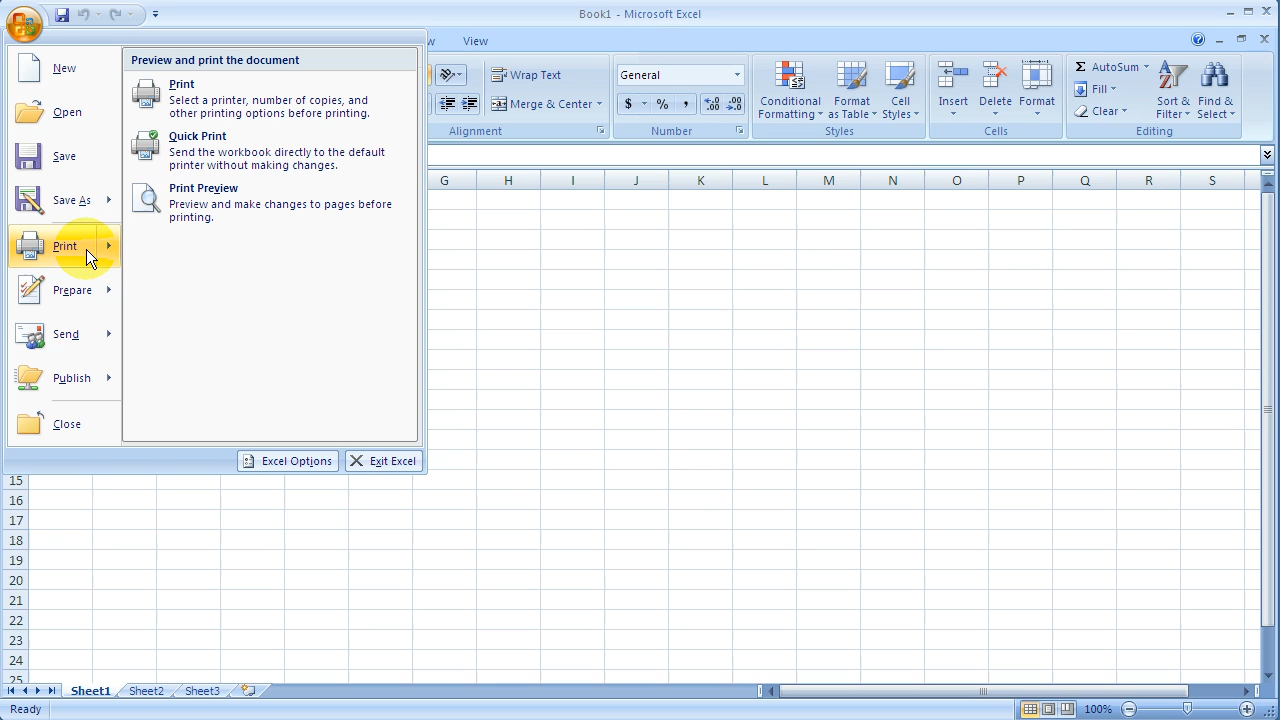 Book1 - Microsoft Excel
View
New
Open
Save
Save As
Print
Prepare
Send
Publish
Close
Preview and print the document
Print
Select a printer, number of copies, and
other printing options before printing.
Quick Print
Send the workbook directly to the default
printer without making changes.
Print Preview
Preview and make changes to pages before
printing.
Excel Options
Exit Excel
Wrap Text
Merge & Center
Alignment
General
$ % ,
Number
Conditional
Formatting
Format
as Table
Cell
Styles
Styles
Insert
Delete
Format
Cells
Σ AutoSum
Fill
Clear
Sort &
Filter
Find &
Select
Editing
G H I J K L M N O P Q R S
15
16
17
18
19
20
21
22
23
24
25
Sheet1 Sheet2 Sheet3
Ready
100%